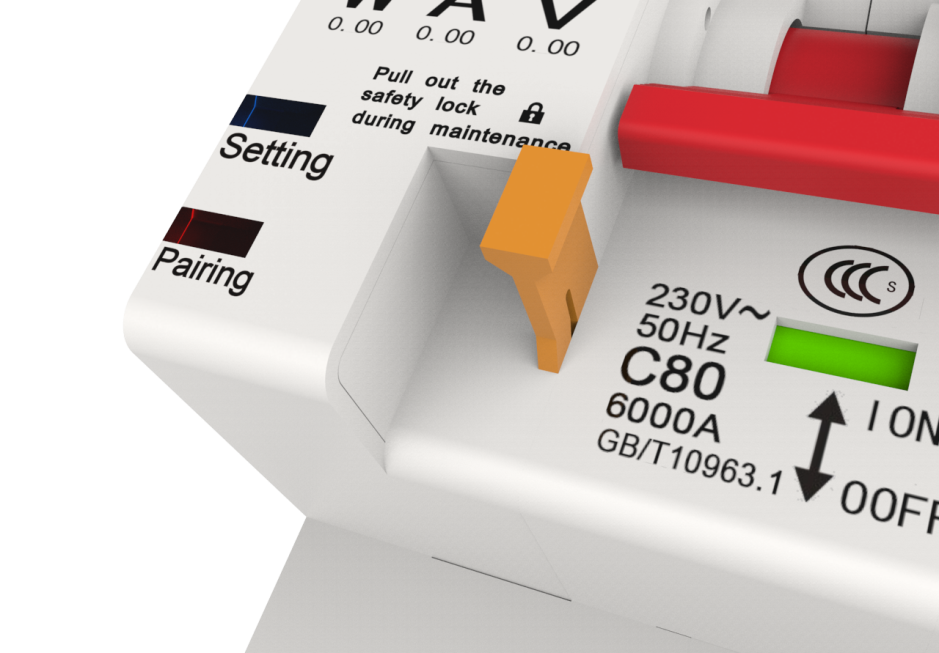 W A V
0.00 0.00 0.00
Pull out the
safety lock
during maintenance
Setting
Pairing
S
230V~
50Hz
C80
6000A
GB/T10963.1
I ON
OOFF